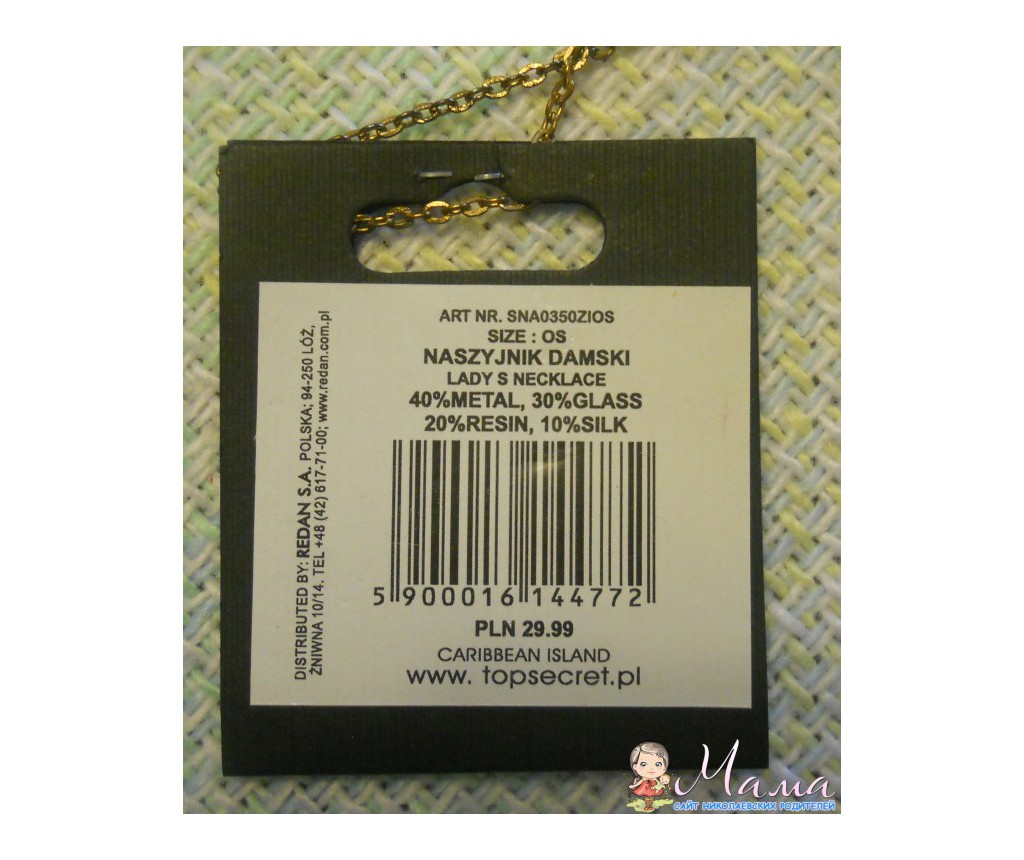 ART NR. SNA0350ZIOS
SIZE : OS
NASZYJNIK DAMSKI
LADY S NECKLACE
40%METAL, 30%GLASS
20%RESIN, 10%SILK
5 900016 144772
PLN 29.99
CARIBBEAN ISLAND
www. topsecret.pl
DISTRIBUTED BY: REDAN S.A. POLSKA; 94-250 LÓŹ,
ŻNIWNA 10/14. TEL +48 (42) 617-71-00; www.redan.com.pl
Мама
САЙТ НИКОЛАЕВСКИХ РОДИТЕЛЕЙ